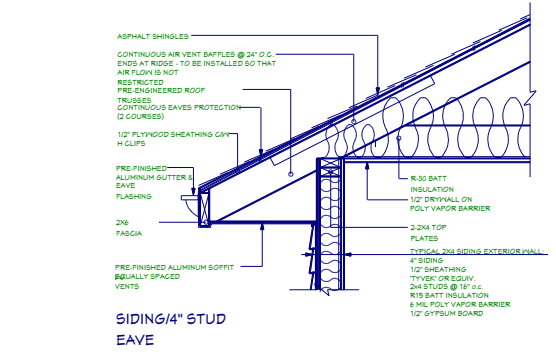 ASPHALT SHINGLES
CONTINUOUS AIR VENT BAFFLES @ 24" O.C.
ENDS AT RIDGE - TO BE INSTALLED SO THAT
AIR FLOW IS NOT
RESTRICTED
PRE-ENGINEERED ROOF
TRUSSES
CONTINUOUS EAVES PROTECTION
(2 COURSES)
1/2" PLYWOOD SHEATHING C/W
H CLIPS
PRE-FINISHED
ALUMINUM GUTTER &
EAVE
FLASHING
2X6
FASCIA
PRE-FINISHED ALUMINUM SOFFIT
EQUALLY SPACED
VENTS
R-30 BATT
INSULATION
1/2" DRYWALL ON
POLY VAPOR BARRIER
2-2X4 TOP
PLATES
TYPICAL 2X4 SIDING EXTERIOR WALL:
4" SIDING
1/2" SHEATHING
'TYVEK' OR EQUIV.
2x4 STUDS @ 16" o.c.
R15 BATT INSULATION
6 MIL POLY VAPOR BARRIER
1/2" GYPSUM BOARD
SIDING/4" STUD
EAVE